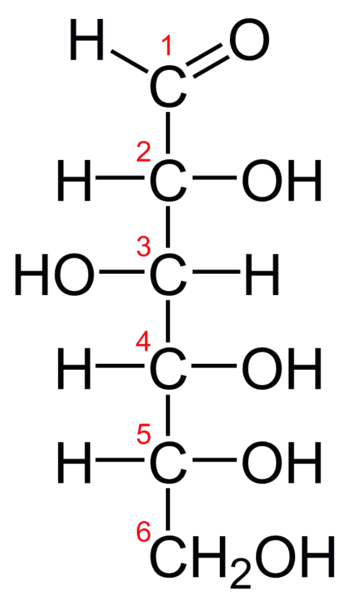 H 1 O
C
2
H C OH
3
HO C H
4
H C OH
5
H C OH
6
CH₂OH